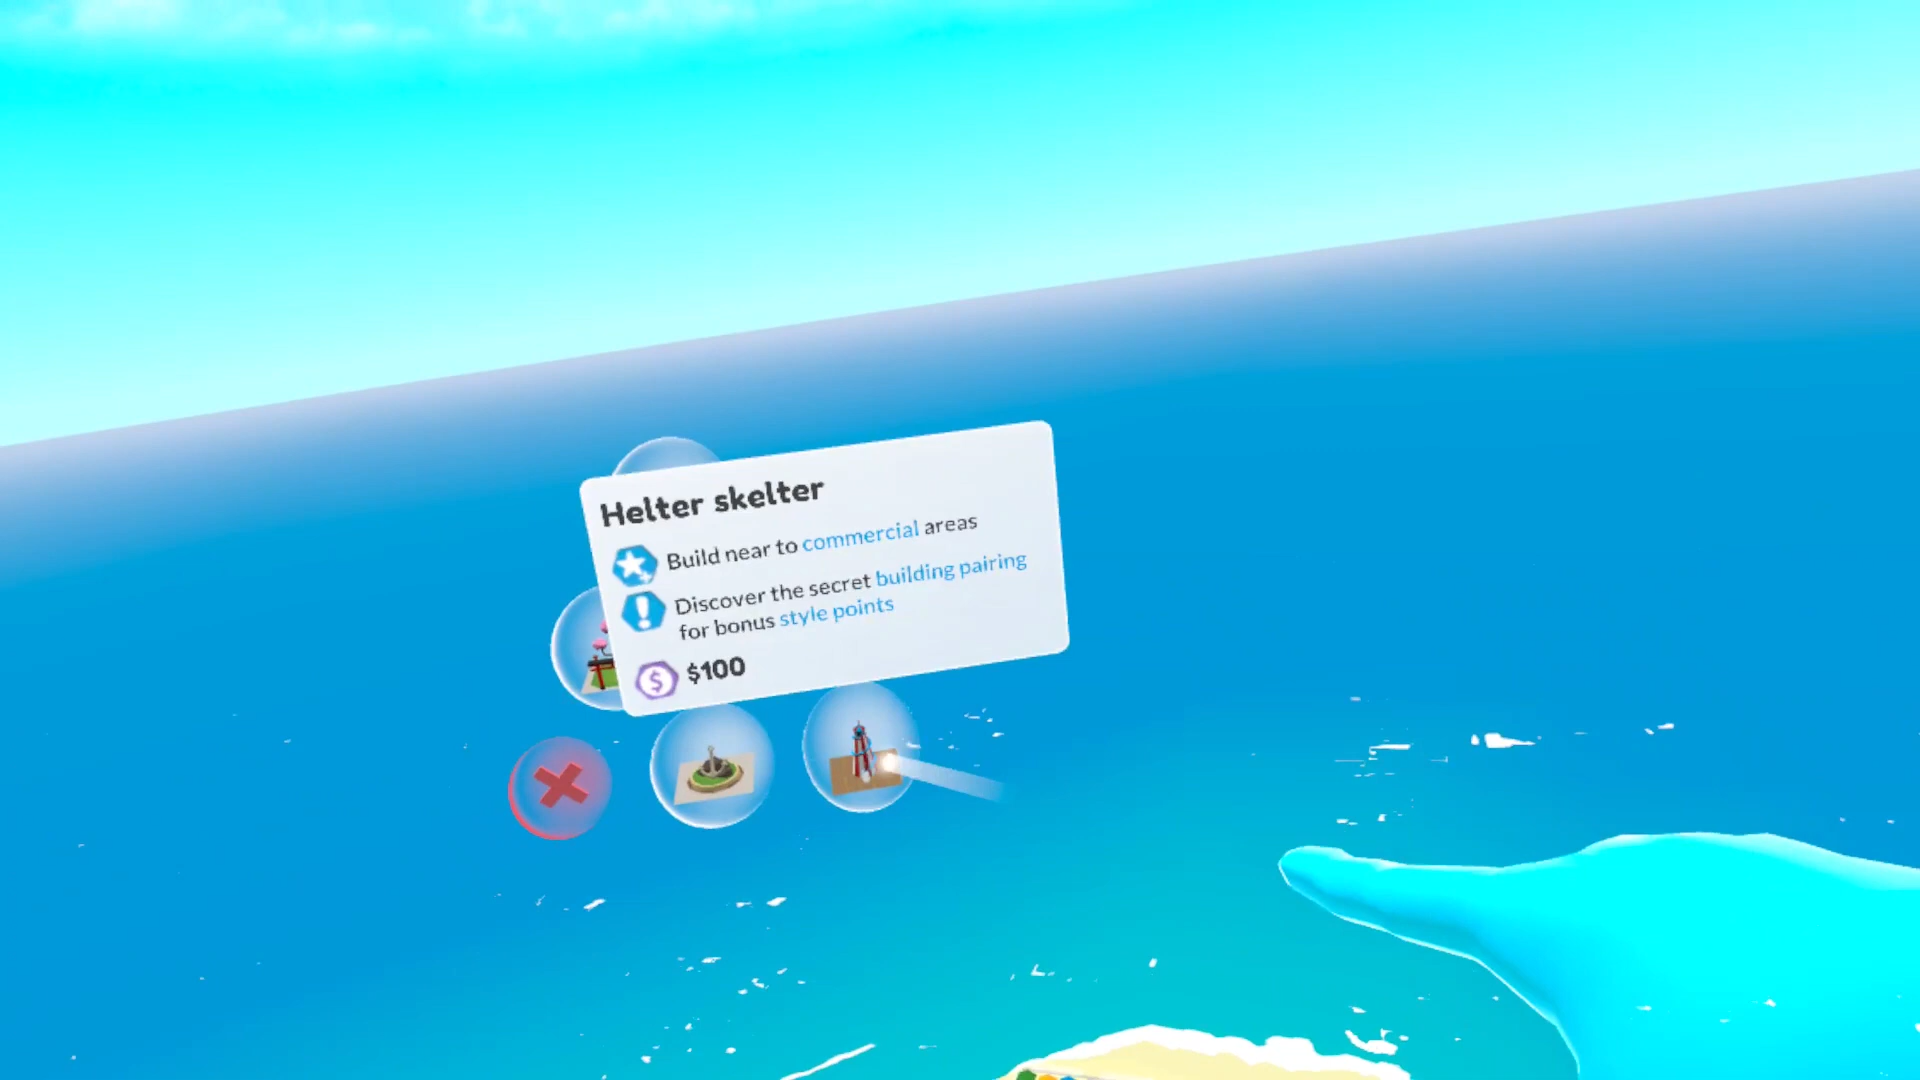 Helter skelter
Build near to commercial areas
Discover the secret building pairing
for bonus style points
$100